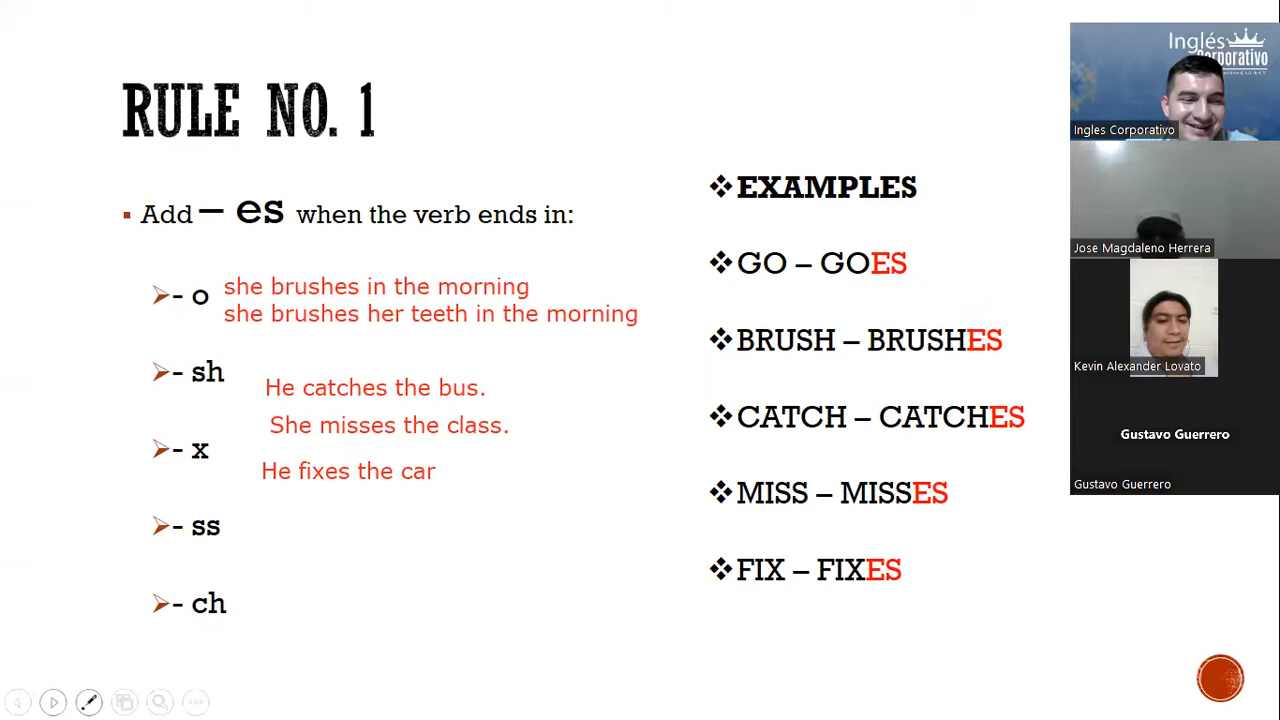 RULE NO. 1
▪ Add – es when the verb ends in:
➢- o
she brushes in the morning
she brushes her teeth in the morning
➢- sh
He catches the bus.
She misses the class.
➢- x
He fixes the car
➢- ss
➢- ch
❖EXAMPLES
❖GO – GOES
❖BRUSH – BRUSHES
❖CATCH – CATCHES
❖MISS – MISSES
❖FIX – FIXES
Inglés
Corporativo
Ingles Corporativo
Jose Magdaleno Herrera
Kevin Alexander Lovato
Gustavo Guerrero
Gustavo Guerrero